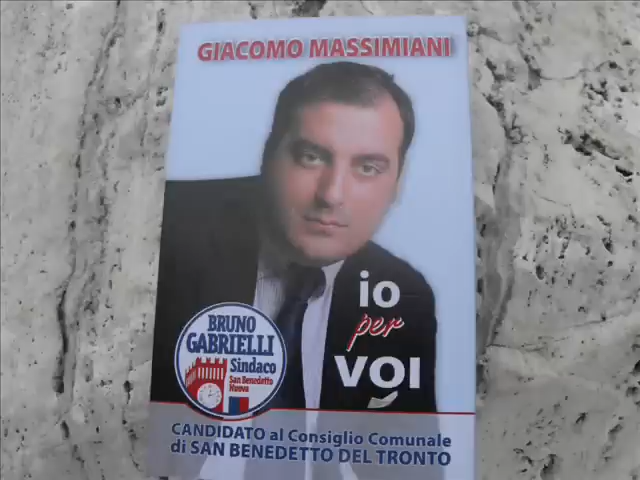 GIACOMO MASSIMIANI
io
per
VOI
BRUNO
GABRIELLI
Sindaco
San Benedetto
Nuova
CANDIDATO al Consiglio Comunale
di SAN BENEDETTO DEL TRONTO